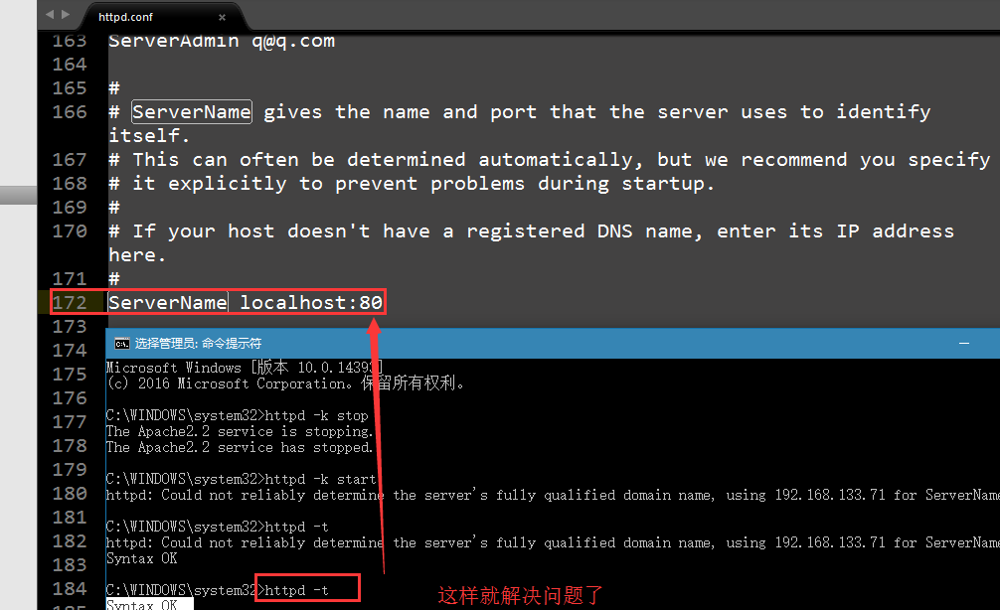 httpd.conf
163 ServerAdmin q@q.com
164
165 #
166 # ServerName gives the name and port that the server uses to identify
itself.
167 # This can often be determined automatically, but we recommend you specify
168 # it explicitly to prevent problems during startup.
169 #
170 # If your host doesn't have a registered DNS name, enter its IP address
here.
171 #
172 ServerName localhost:80
173
174
175
176
177
178
179
180
181
182
183
184
选择管理员: 命令提示符
Microsoft Windows [版本 10.0.14393]
(c) 2016 Microsoft Corporation。保留所有权利。
C:\WINDOWS\system32>httpd -k stop
The Apache2.2 service is stopping.
The Apache2.2 service has stopped.
C:\WINDOWS\system32>httpd -k start
httpd: Could not reliably determine the server's fully qualified domain name, using 192.168.133.71 for ServerName
C:\WINDOWS\system32>httpd -t
httpd: Could not reliably determine the server's fully qualified domain name, using 192.168.133.71 for ServerName
Syntax OK
C:\WINDOWS\system32>httpd -t
Syntax OK
这样就解决问题了